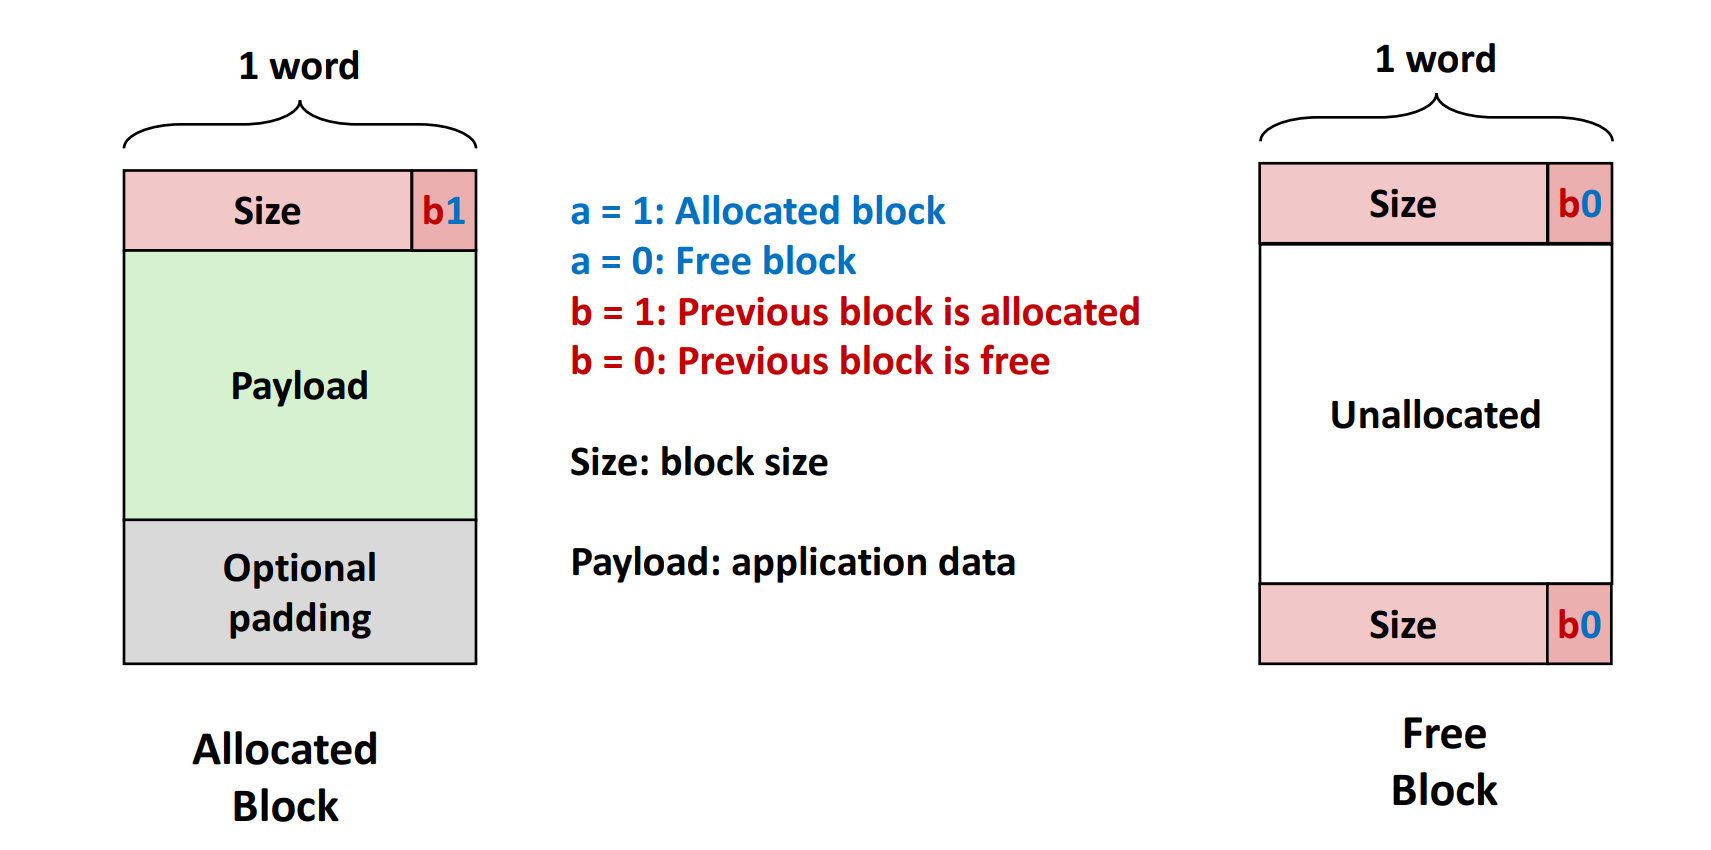 1 word
Size b1
Payload
Optional
padding
Allocated
Block
a = 1: Allocated block
a = 0: Free block
b = 1: Previous block is allocated
b = 0: Previous block is free
Size: block size
Payload: application data
1 word
Size b0
Unallocated
Size b0
Free
Block